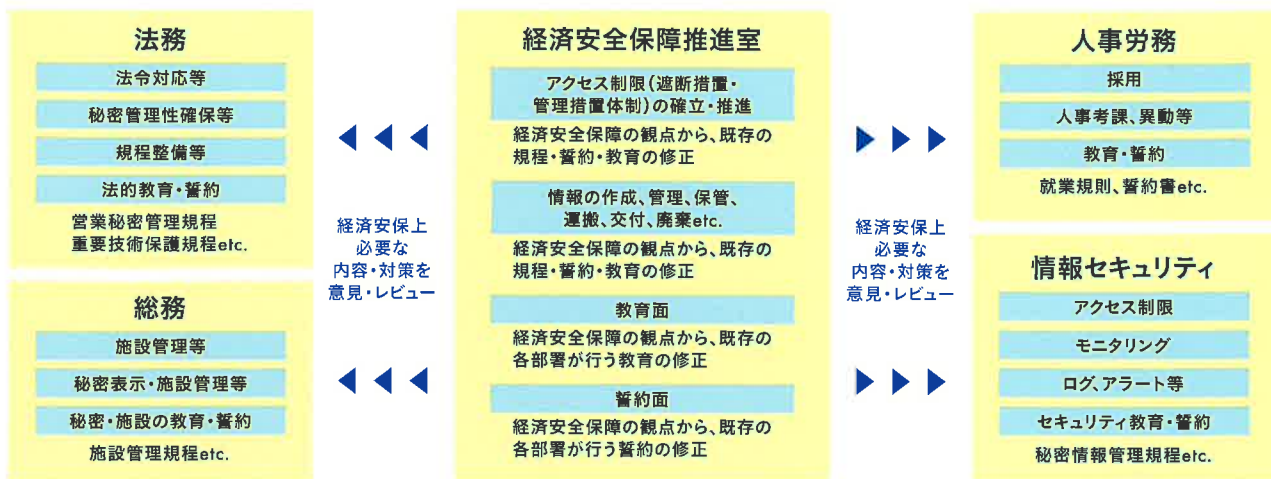 法務
法令対応等
秘密管理性確保等
規程整備等
法的教育・誓約
営業秘密管理規程
重要技術保護規程etc.
総務
施設管理等
秘密表示・施設管理等
秘密・施設の教育・誓約
施設管理規程etc.
経済安保上
必要な
内容・対策を
意見・レビュー
経済安全保障推進室
アクセス制限(遮断措置・
管理措置体制)の確立・推進
経済安全保障の観点から、既存の
規程・誓約・教育の修正
情報の作成、管理、保管、
運搬、交付、廃棄etc.
経済安全保障の観点から、既存の
規程・誓約・教育の修正
教育面
経済安全保障の観点から、既存の
各部署が行う教育の修正
誓約面
経済安全保障の観点から、既存の
各部署が行う誓約の修正
経済安保上
必要な
内容・対策を
意見・レビュー
人事労務
採用
人事考課、異動等
教育・誓約
就業規則、誓約書etc.
情報セキュリティ
アクセス制限
モニタリング
ログ、アラート等
セキュリティ教育・誓約
秘密情報管理規程etc.